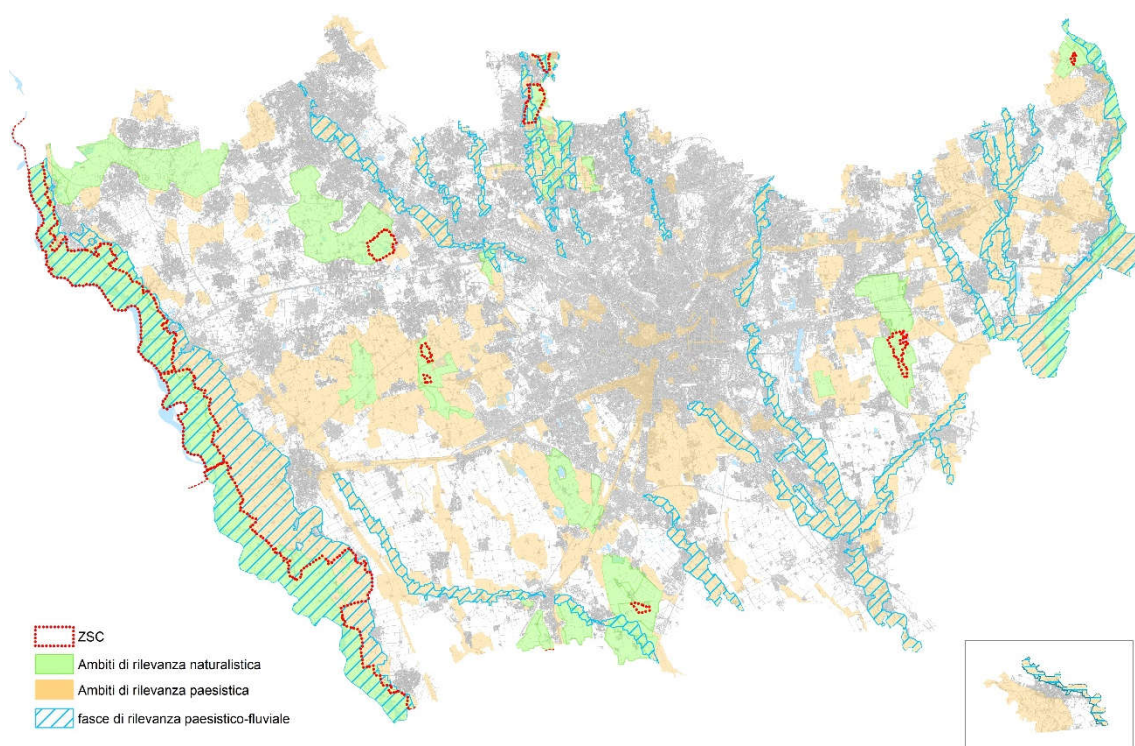 ZSC
Ambiti di rilevanza naturalistica
Ambiti di rilevanza paesistica
fasce di rilevanza paesistico-fluviale